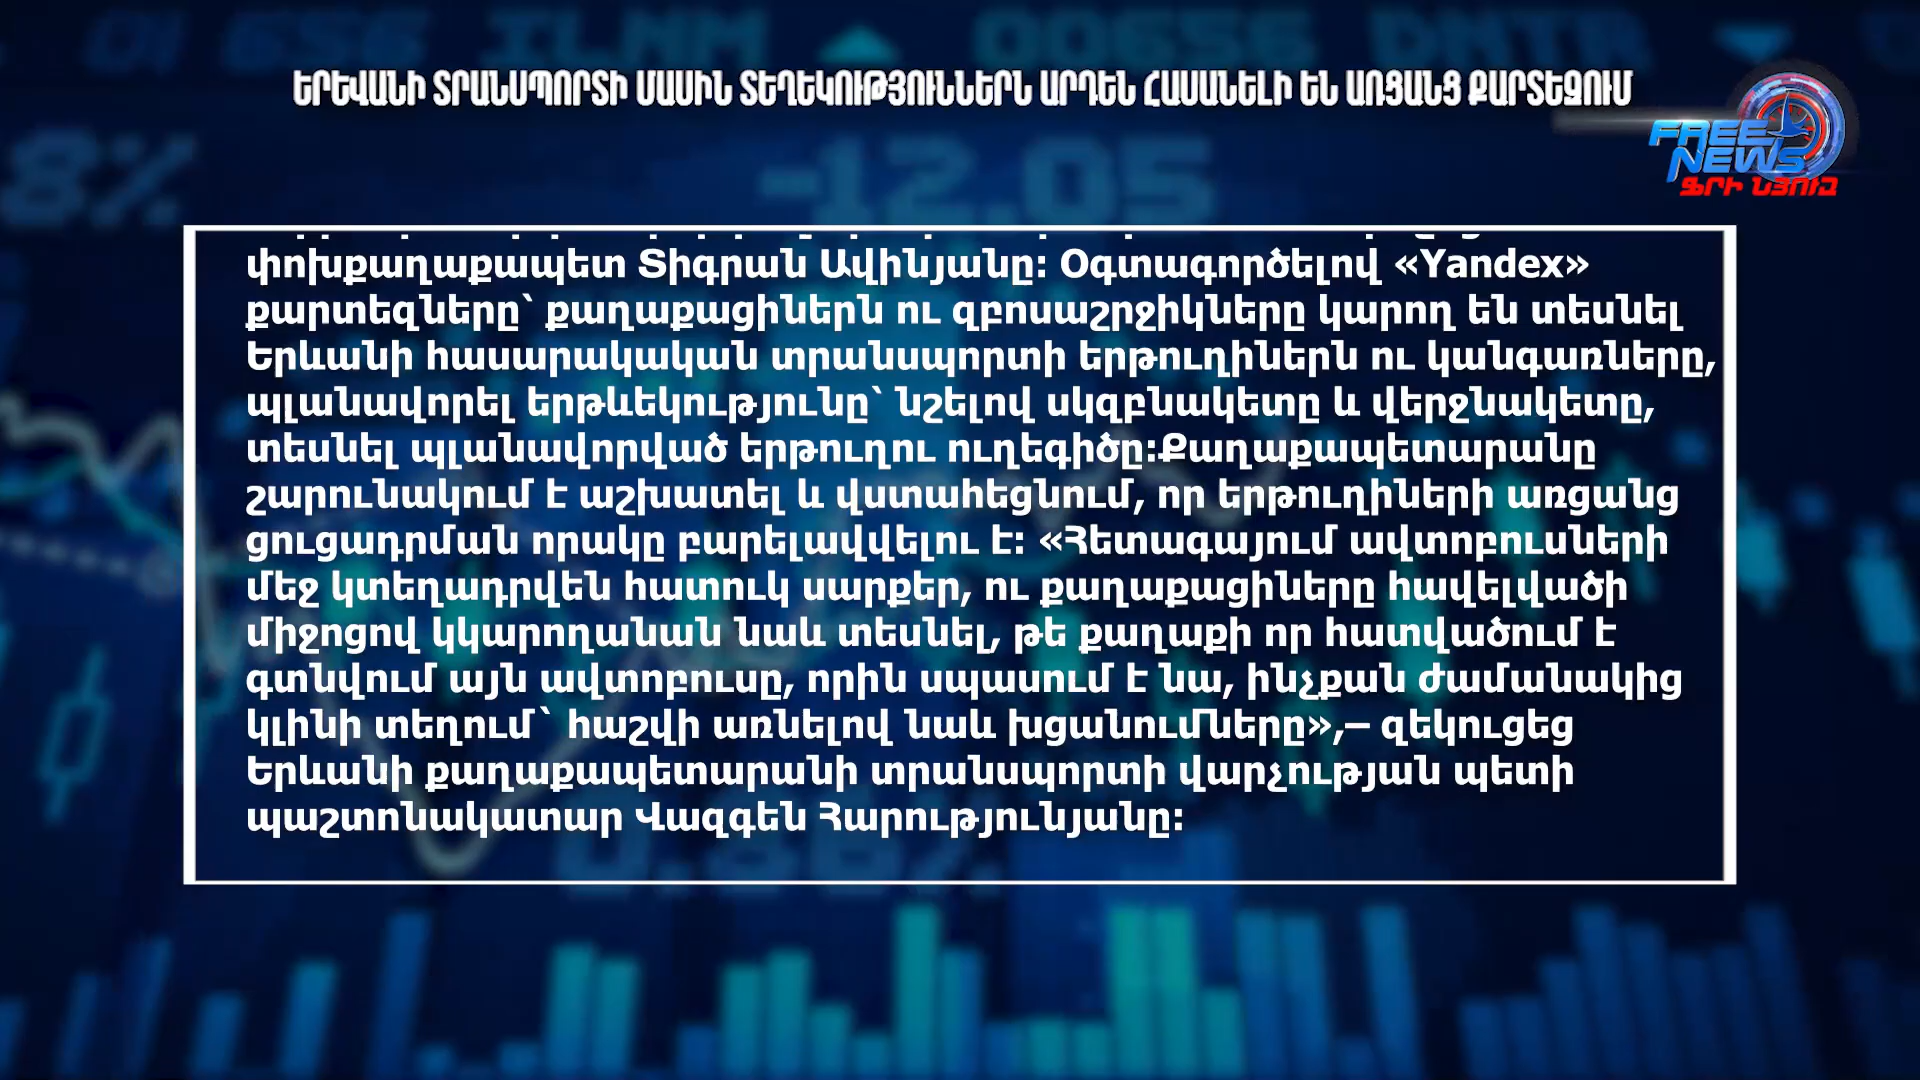 ԵՐԵՎԱՆԻ ՏՐԱՆՍՊՈՐՏԻ ՄԱՍԻՆ ՏԵՂԵԿՈՒԹՅՈՒՆՆԵՐՆ ԱՐԴԵՆ ՀԱՍԱՆԵԼԻ ԵՆ ԱՌՑԱՆՑ ՔԱՐՏԵԶՈՒՄ
FREE
NEWS
ՖՐԻ ՆՅՈՒԶ
փոխքաղաքապետ Տիգրան Ավինյանը: Օգտագործելով «Yandex»
քարտեզները՝ քաղաքացիներն ու զբոսաշրջիկները կարող են տեսնել
Երևանի հասարակական տրանսպորտի երթուղիներն ու կանգառները,
պլանավորել երթևեկությունը՝ նշելով սկզբնակետը և վերջնակետը,
տեսնել պլանավորված երթուղու ուղեգիծը:Քաղաքապետարանը
շարունակում է աշխատել և վստահեցնում, որ երթուղիների առցանց
ցուցադրման որակը բարելավվելու է: «Հետագայում ավտոբուսների
մեջ կտեղադրվեն հատուկ սարքեր, ու քաղաքացիները հավելվածի
միջոցով կկարողանան նաև տեսնել, թե քաղաքի որ հատվածում է
գտնվում այն ավտոբուսը, որին սպասում է նա, ինչքան ժամանակից
կլինի տեղում՝ հաշվի առնելով նաև խցանումները»,– զեկուցեց
Երևանի քաղաքապետարանի տրանսպորտի վարչության պետի
պաշտոնակատար Վազգեն Հարությունյանը:
8%
-12.05
00656